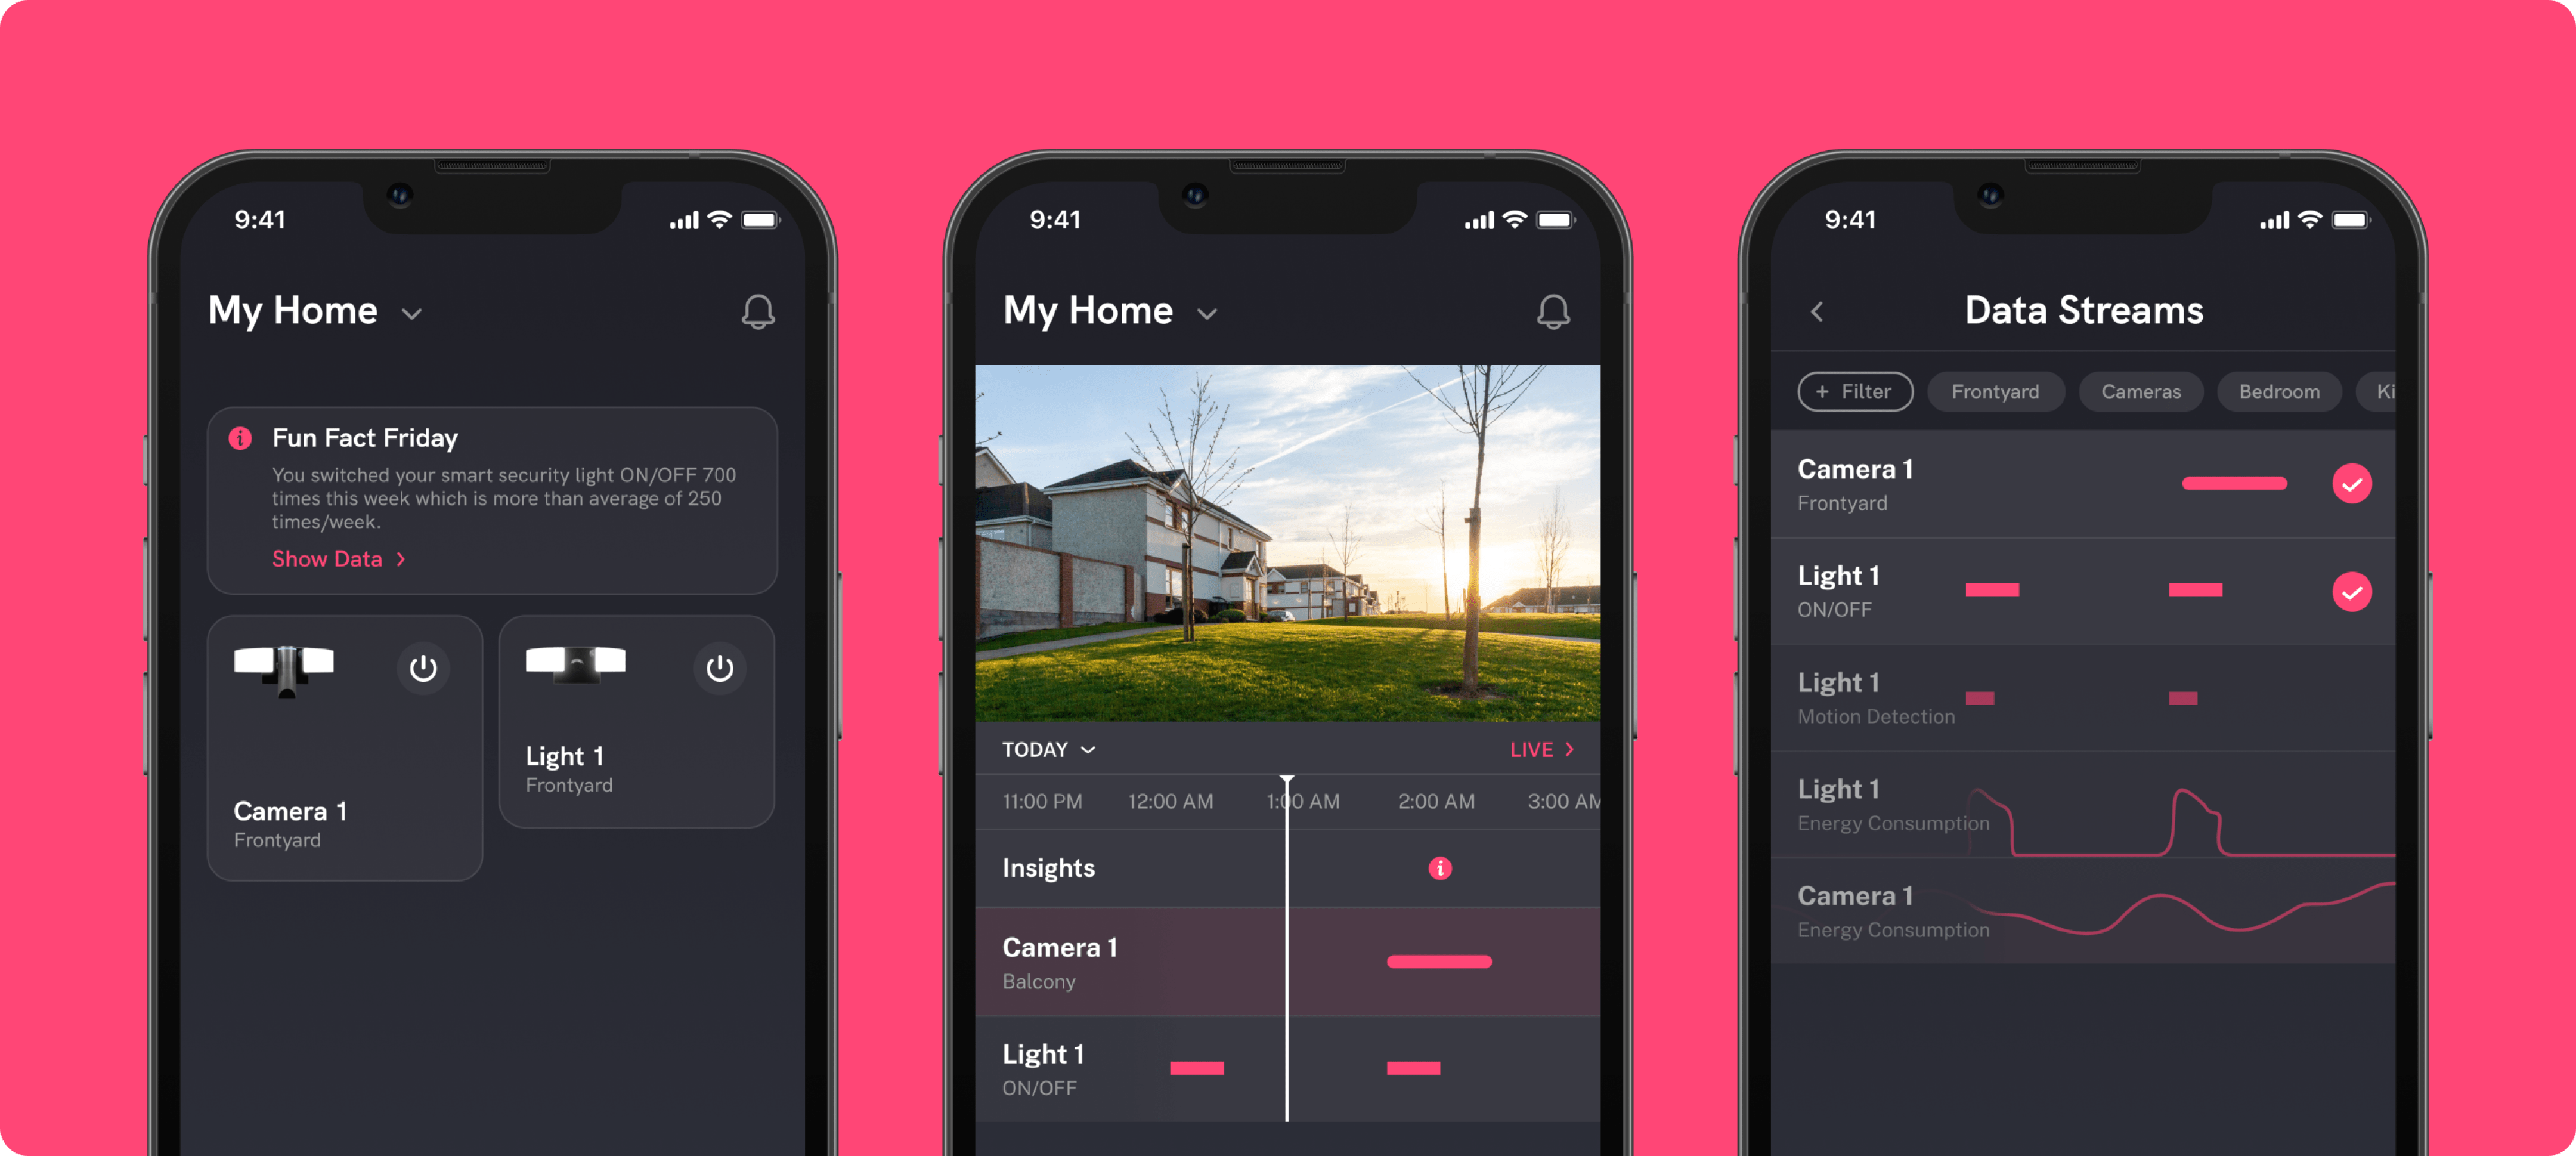 9:41
My Home
Fun Fact Friday
You switched your smart security light ON/OFF 700
times this week which is more than average of 250
times/week.
Show Data
Camera 1
Frontyard
Light 1
Frontyard
9:41
My Home
TODAY
LIVE
11:00 PM 12:00 AM 1:00 AM 2:00 AM 3:00 AM
Insights
Camera 1
Balcony
Light 1
ON/OFF
9:41
Data Streams
+ Filter Frontyard Cameras Bedroom Ki
Camera 1
Frontyard
Light 1
ON/OFF
Light 1
Motion Detection
Light 1
Energy Consumption
Camera 1
Energy Consumption